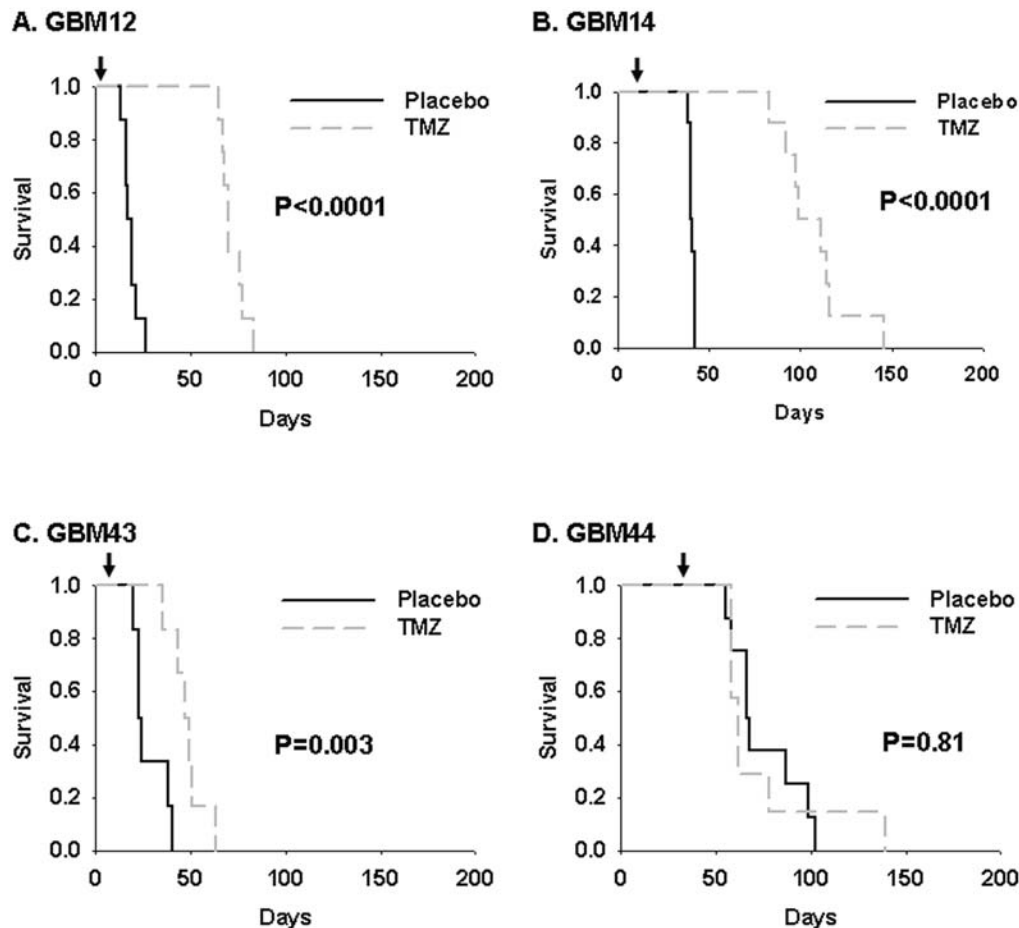 A. GBM12
1.0
0.8
0.6
0.4
0.2
0.0
Survival
Placebo
TMZ
P<0.0001
0 50 100 150 200
Days
B. GBM14
1.0
0.8
0.6
0.4
0.2
0.0
Survival
Placebo
TMZ
P<0.0001
0 50 100 150 200
Days
C. GBM43
1.0
0.8
0.6
0.4
0.2
0.0
Survival
Placebo
TMZ
P=0.003
0 50 100 150 200
Days
D. GBM44
1.0
0.8
0.6
0.4
0.2
0.0
Survival
Placebo
TMZ
P=0.81
0 50 100 150 200
Days